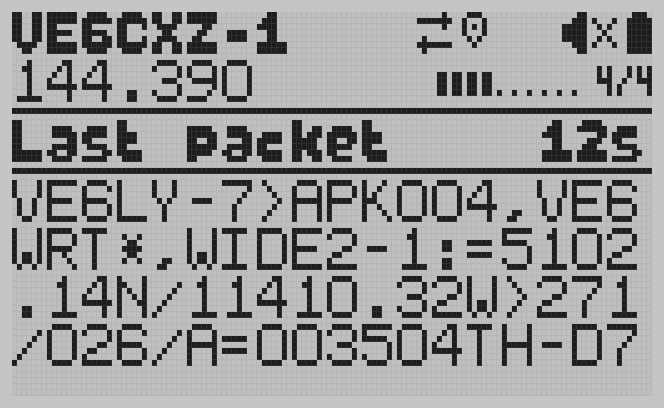 VE6CXZ-1
144.390 4/4
Last packet 12s
VE6LY-7>APK004,VE6
WRT*,WIDE2-1:=5102
.14N/11410.32W>271
/026/A=003504TH-D7